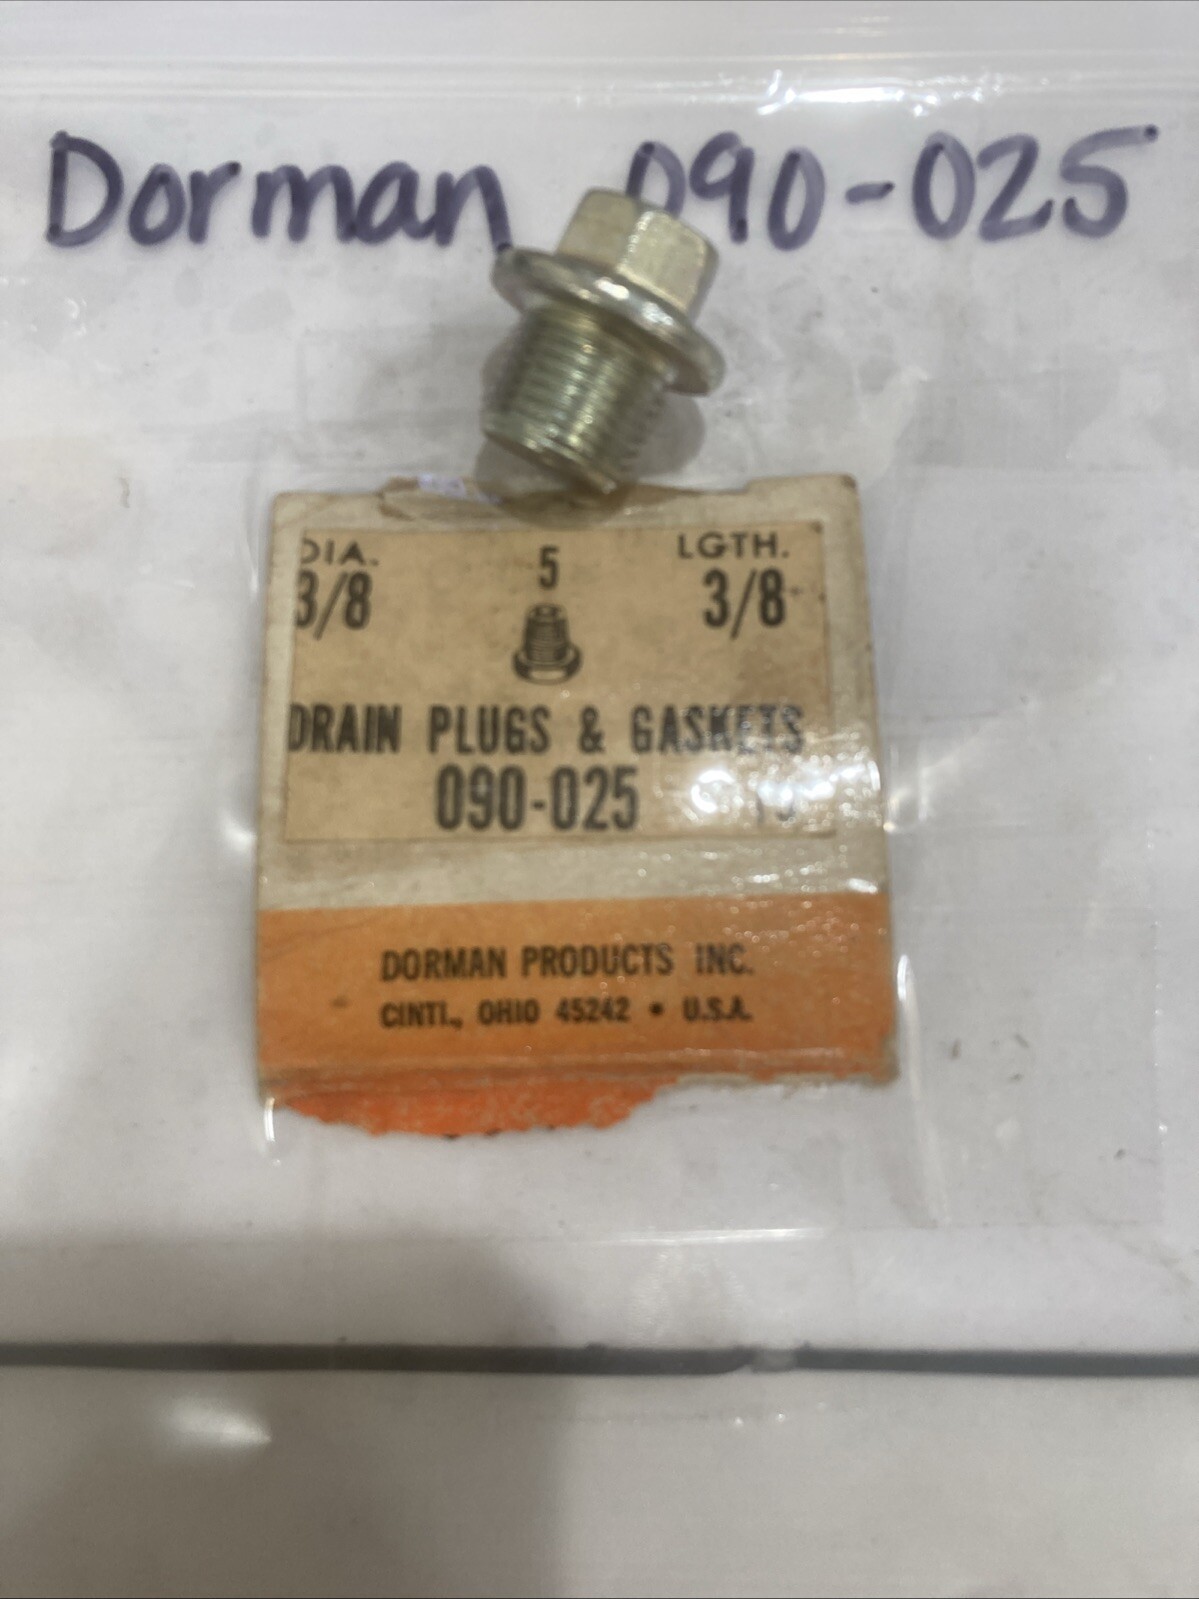 Dorman 090-025
DIA. 5 LGTH.
3/8 3/8
DRAIN PLUGS & GASKETS
090-025
DORMAN PRODUCTS INC.
CINTI., OHIO 45242 • U.S.A.